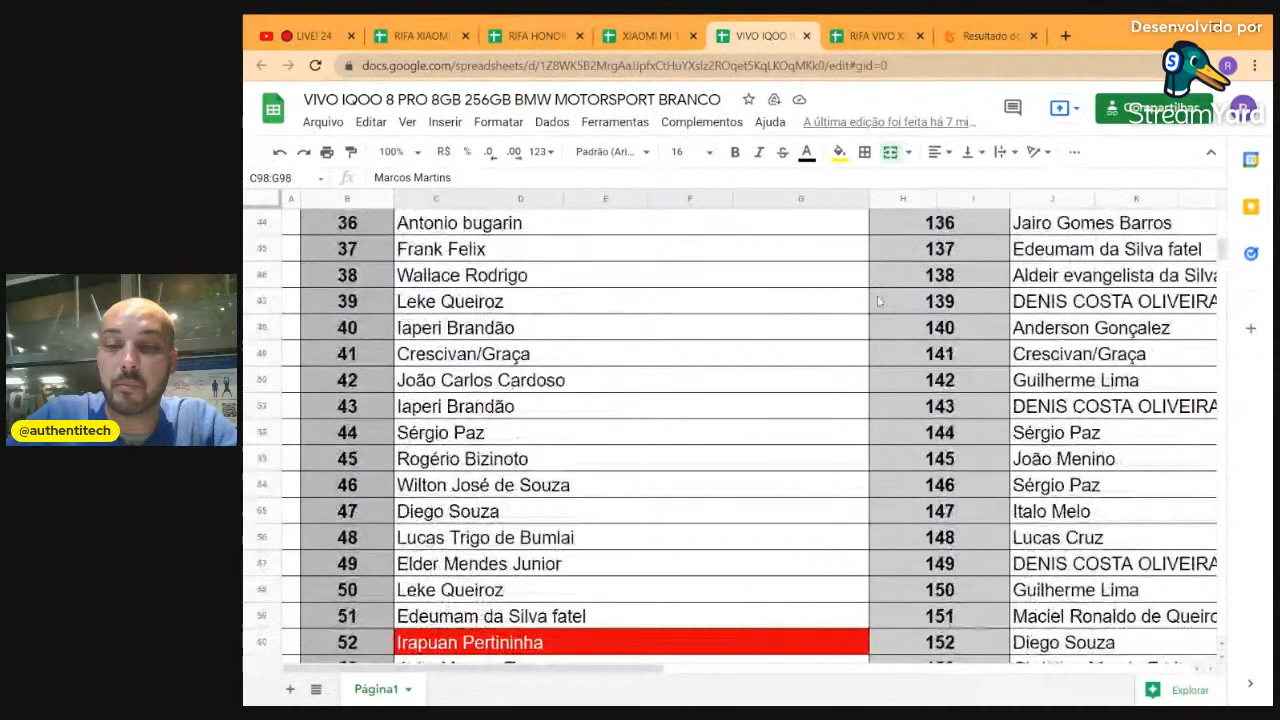 Desenvolvido por
StreamYard
LIVE! 24
RIFA XIAOMI
RIFA HONOR
XIAOMI MI
VIVO IQOO 8
RIFA VIVO X
Resultado do
docs.google.com/spreadsheets/d/1Z8WK5B2MrgAaJJpfxCtHuYXsIz2ROqet5KqLKOqMKk0/edit#gid=0
R
VIVO IQOO 8 PRO 8GB 256GB BMW MOTORSPORT BRANCO
Compartilhar
Arquivo Editar Ver Inserir Formatar Dados Ferramentas Complementos Ajuda A última edição foi feita há 7 mi...
100% R$ % .0 .00 123 Padrão (Ari... 16 B I S A
C98:G98 fx Marcos Martins
A B C D E F G H I J K
36 Antonio bugarin 136 Jairo Gomes Barros
37 Frank Felix 137 Edeumam da Silva fatel
38 Wallace Rodrigo 138 Aldeir evangelista da Silva
39 Leke Queiroz 139 DENIS COSTA OLIVEIRA
40 Iaperi Brandão 140 Anderson Gonçalez
41 Crescivan/Graça 141 Crescivan/Graça
42 João Carlos Cardoso 142 Guilherme Lima
43 Iaperi Brandão 143 DENIS COSTA OLIVEIRA
44 Sérgio Paz 144 Sérgio Paz
45 Rogério Bizinoto 145 João Menino
46 Wilton José de Souza 146 Sérgio Paz
47 Diego Souza 147 Italo Melo
48 Lucas Trigo de Bumlai 148 Lucas Cruz
49 Elder Mendes Junior 149 DENIS COSTA OLIVEIRA
50 Leke Queiroz 150 Guilherme Lima
51 Edeumam da Silva fatel 151 Maciel Ronaldo de Queiro
52 Irapuan Pertininha 152 Diego Souza
Página1
Explorar
@authentitech